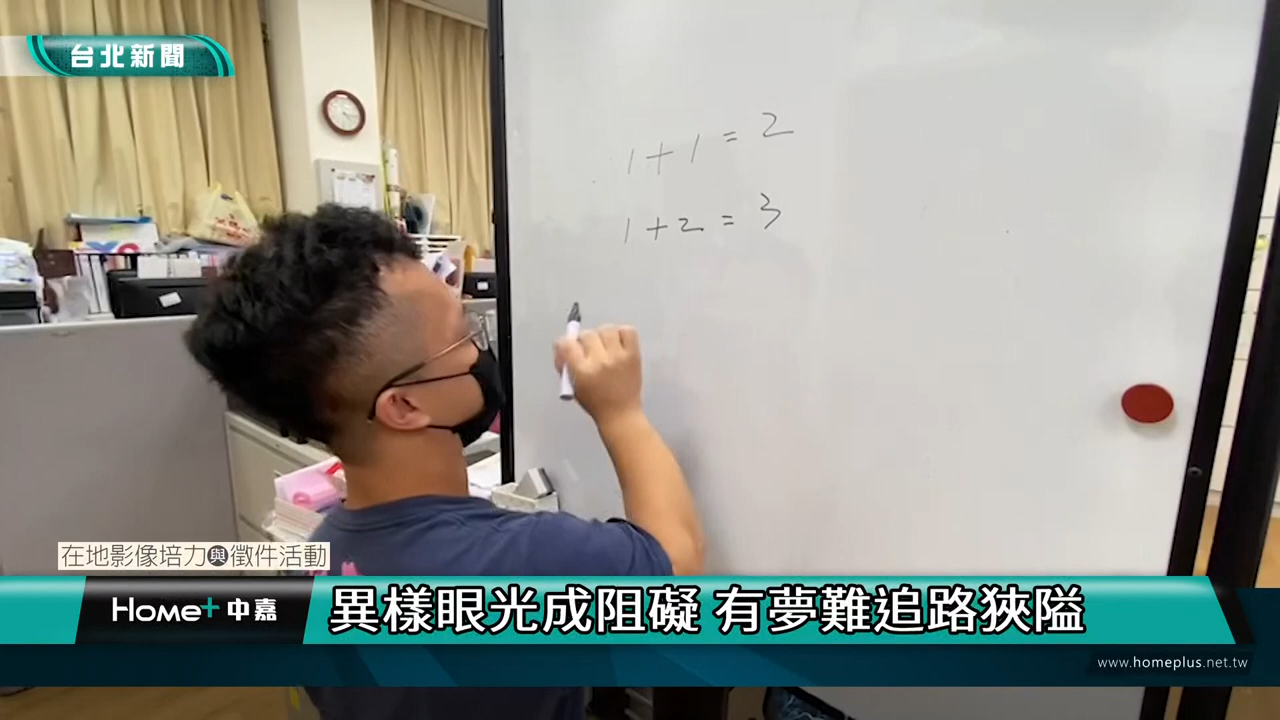 台北新聞
1+1=2
1+2=3
在地影像培力與徵件活動
Home+中嘉
異樣眼光成阻礙 有夢難追路狹隘
www.homeplus.net.tw